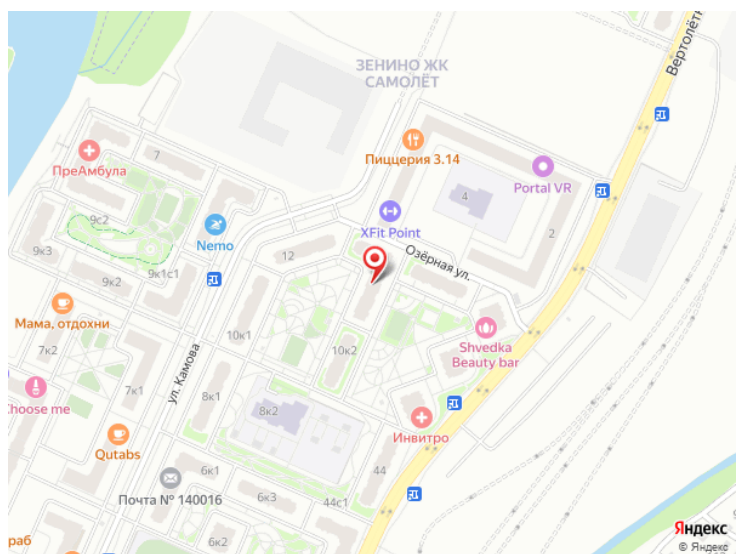 ЗЕНИНО ЖК
САМОЛЁТ
Вертолётн
ПреАмбула
7
Пиццерия 3.14
Portal VR
4
2
9с2
9к3
9к2
9к1с1
Nemo
XFit Point
Озёрная ул.
12
Мама, отдохни
7к2
7к1
ул. Камова
10к1
10к2
Shvedka
Beauty bar
Choose me
8к1
8к2
Инвитро
Qutabs
6к1
44
Почта № 140016
6к3
44с1
раб
6к2
Яндекс
© Яндекс